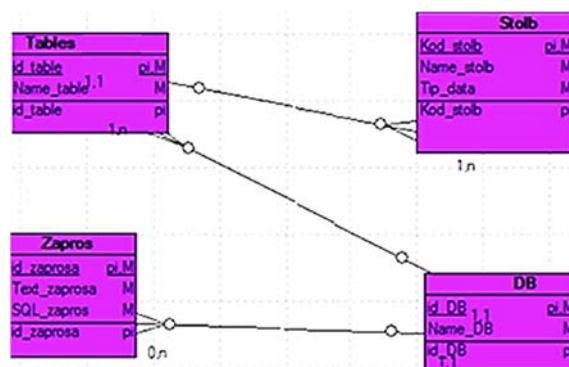 Tables
id_table pi,M
Name_table M
1,1
id_table pi
1,n
Stolb
Kod_stolb pi,M
Name_stolb M
Tip_data M
Kod_stolb p
1,n
Zapros
id_zaprosa pi,M
Text_zaprosa M
SQL_zapros M
id_zaprosa pi
0,n
DB
id_DB pi,M
1,1
Name_DB M
id_DB p
1,1